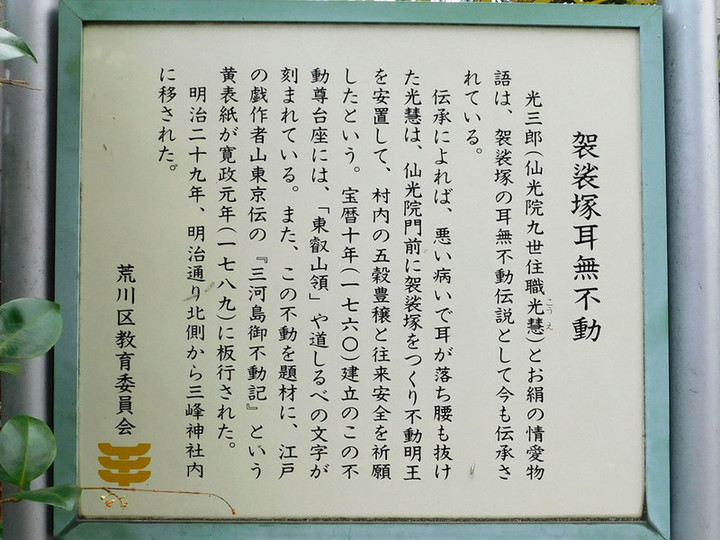 袈裟塚耳無不動
光三郎(仙光院九世住職光慧)とお絹の情愛物
こうえ
語は、袈裟塚の耳無不動伝説として今も伝承さ
れている。
伝承によれば、悪い病いで耳が落ち腰も抜け
た光慧は、仙光院門前に袈裟塚をつくり不動明王
を安置して、村内の五穀豊穣と往来安全を祈願
したという。宝暦十年(一七六〇)建立のこの不
動尊台座には、「東叡山領」や道しるべの文字が
刻まれている。また、この不動を題材に、江戸
の戯作者山東京伝の『三河島御不動記』という
黄表紙が寛政元年(一七八九)に板行された。
明治二十九年、明治通り北側から三峰神社内
に移された。
荒川区教育委員会